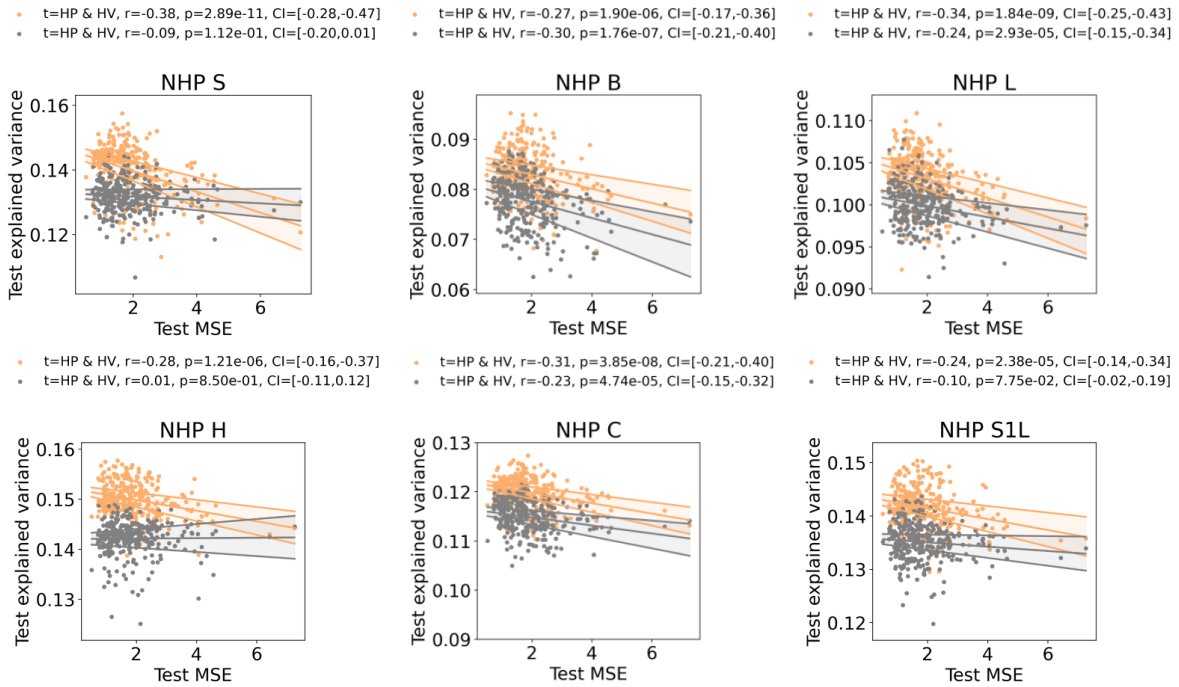 t=HP & HV, r=-0.38, p=2.89e-11, CI=[-0.28,-0.47]
t=HP & HV, r=-0.09, p=1.12e-01, CI=[-0.20,0.01]
NHP S
Test explained variance
0.16
0.14
0.12
2 4 6
Test MSE
t=HP & HV, r=-0.27, p=1.90e-06, CI=[-0.17,-0.36]
t=HP & HV, r=-0.30, p=1.76e-07, CI=[-0.21,-0.40]
NHP B
Test explained variance
0.09
0.08
0.07
0.06
2 4 6
Test MSE
t=HP & HV, r=-0.34, p=1.84e-09, CI=[-0.25,-0.43]
t=HP & HV, r=-0.24, p=2.93e-05, CI=[-0.15,-0.34]
NHP L
Test explained variance
0.110
0.105
0.100
0.095
0.090
2 4 6
Test MSE
t=HP & HV, r=-0.28, p=1.21e-06, CI=[-0.16,-0.37]
t=HP & HV, r=0.01, p=8.50e-01, CI=[-0.11,0.12]
NHP H
Test explained variance
0.16
0.15
0.14
0.13
2 4 6
Test MSE
t=HP & HV, r=-0.31, p=3.85e-08, CI=[-0.21,-0.40]
t=HP & HV, r=-0.23, p=4.74e-05, CI=[-0.15,-0.32]
NHP C
Test explained variance
0.13
0.12
0.11
0.10
0.09
2 4 6
Test MSE
t=HP & HV, r=-0.24, p=2.38e-05, CI=[-0.14,-0.34]
t=HP & HV, r=-0.10, p=7.75e-02, CI=[-0.02,-0.19]
NHP S1L
Test explained variance
0.15
0.14
0.13
0.12
2 4 6
Test MSE